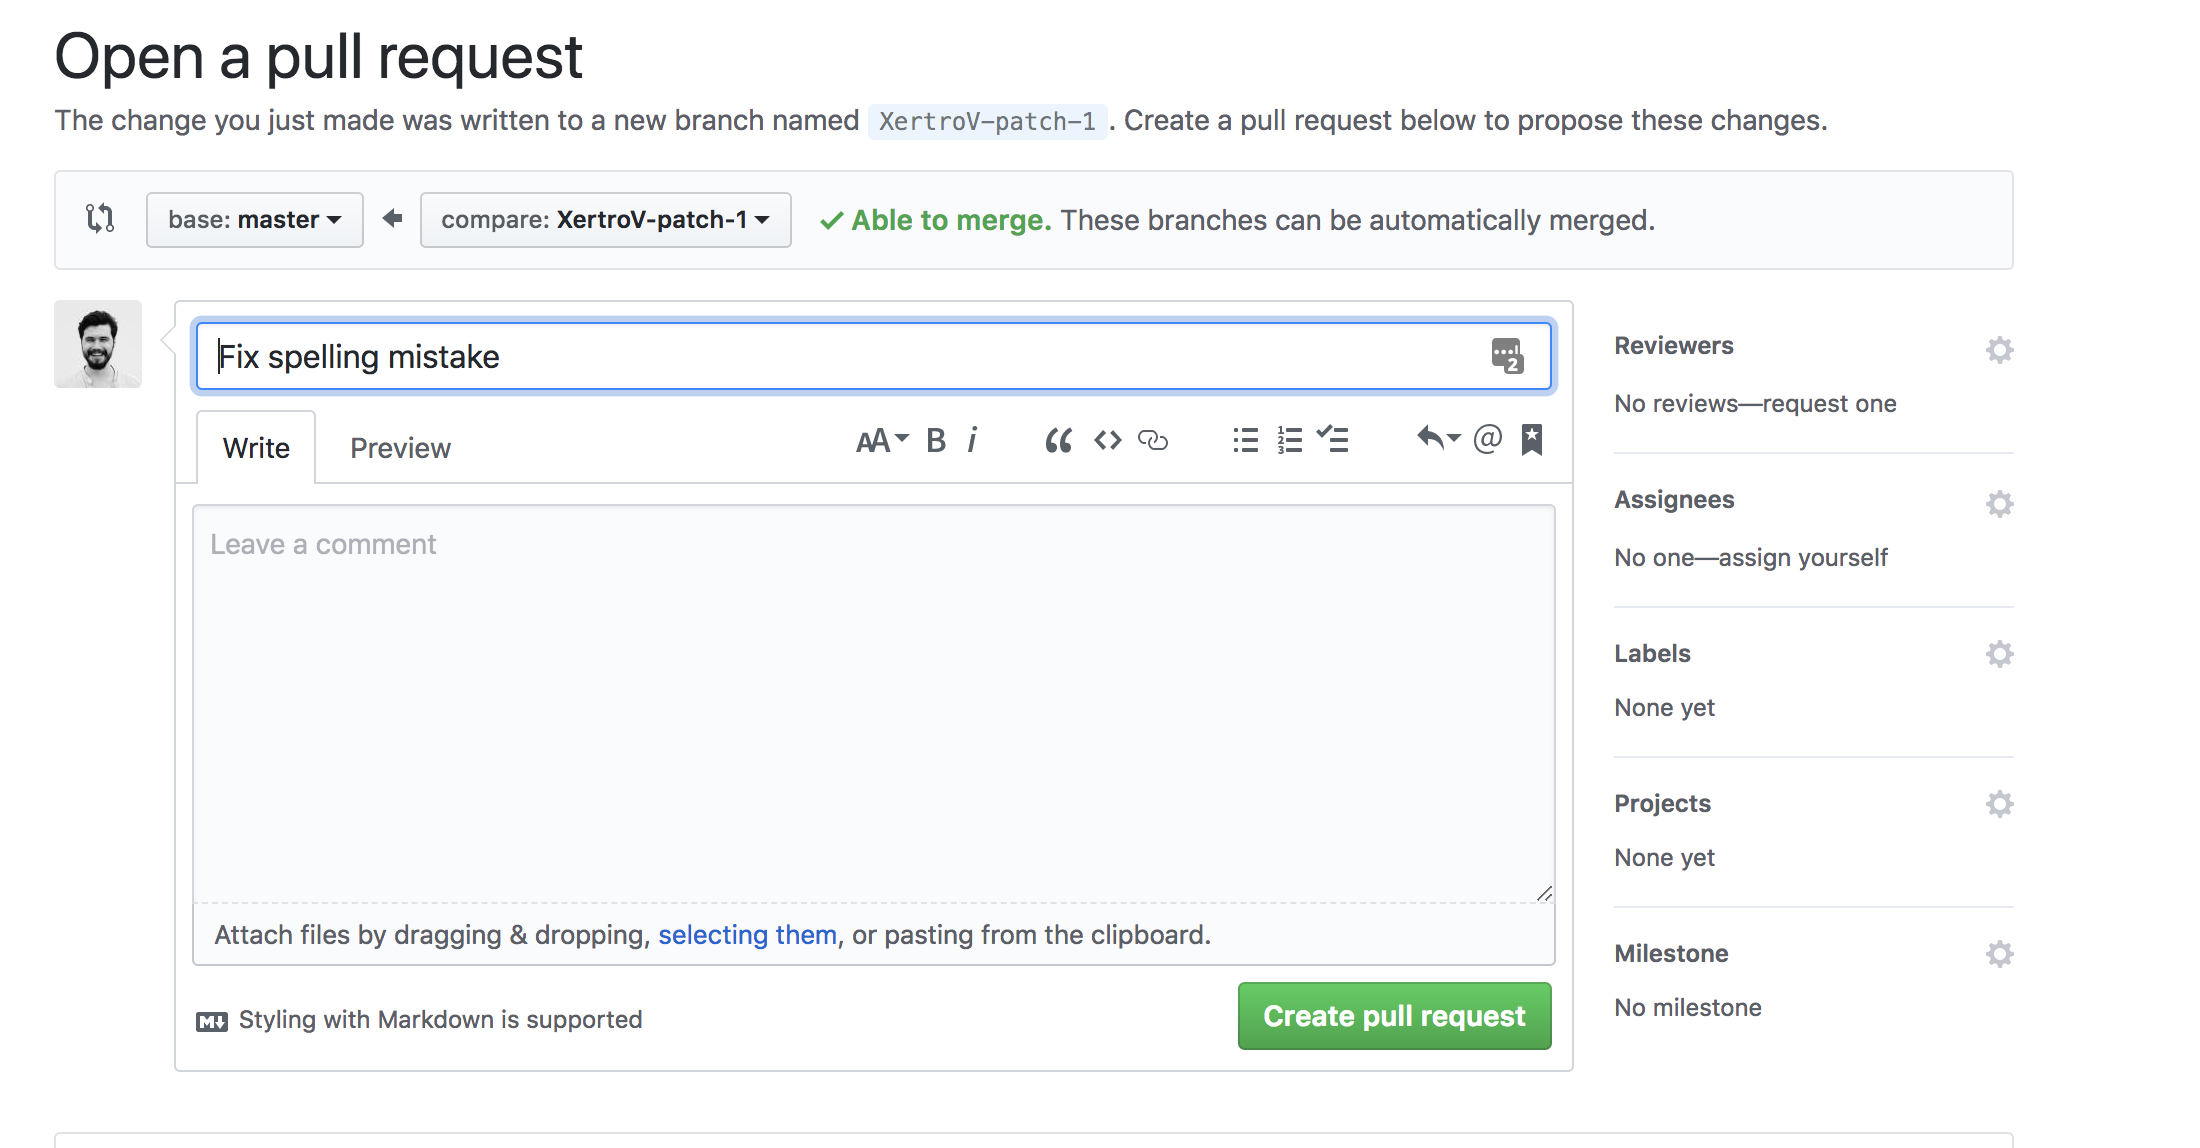 Open a pull request
The change you just made was written to a new branch named XertroV-patch-1. Create a pull request below to propose these changes.
base: master compare: XertroV-patch-1 Able to merge. These branches can be automatically merged.
Fix spelling mistake
2
Write Preview AA B i 1 2 3 @
Leave a comment
Attach files by dragging & dropping, selecting them, or pasting from the clipboard.
M Styling with Markdown is supported
Create pull request
Reviewers
No reviews—request one
Assignees
No one—assign yourself
Labels
None yet
Projects
None yet
Milestone
No milestone